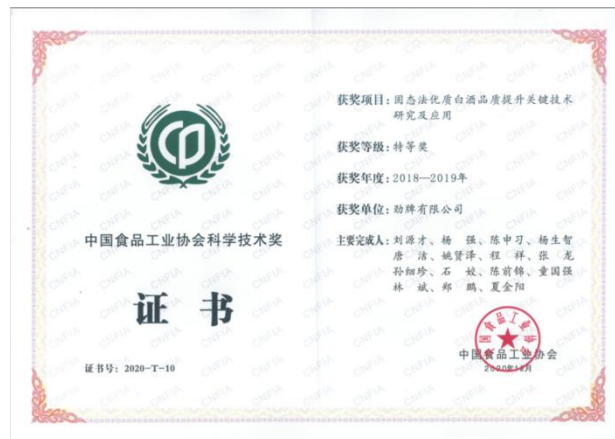 中国食品工业协会科学技术奖
证 书
证书号：2020-T-10
获奖项目：固态法优质白酒品质提升关键技术
研究及应用
获奖等级：特等奖
获奖年度：2018—2019年
获奖单位：劲牌有限公司
主要完成人：刘源才、杨 强、陈申习、杨生智
唐 洁、姚贤泽、程 祥、张 龙
孙细珍、石 姣、陈前锦、童国强
林 斌、郑 鹏、夏金阳
中国食品工业协会
CNFIA